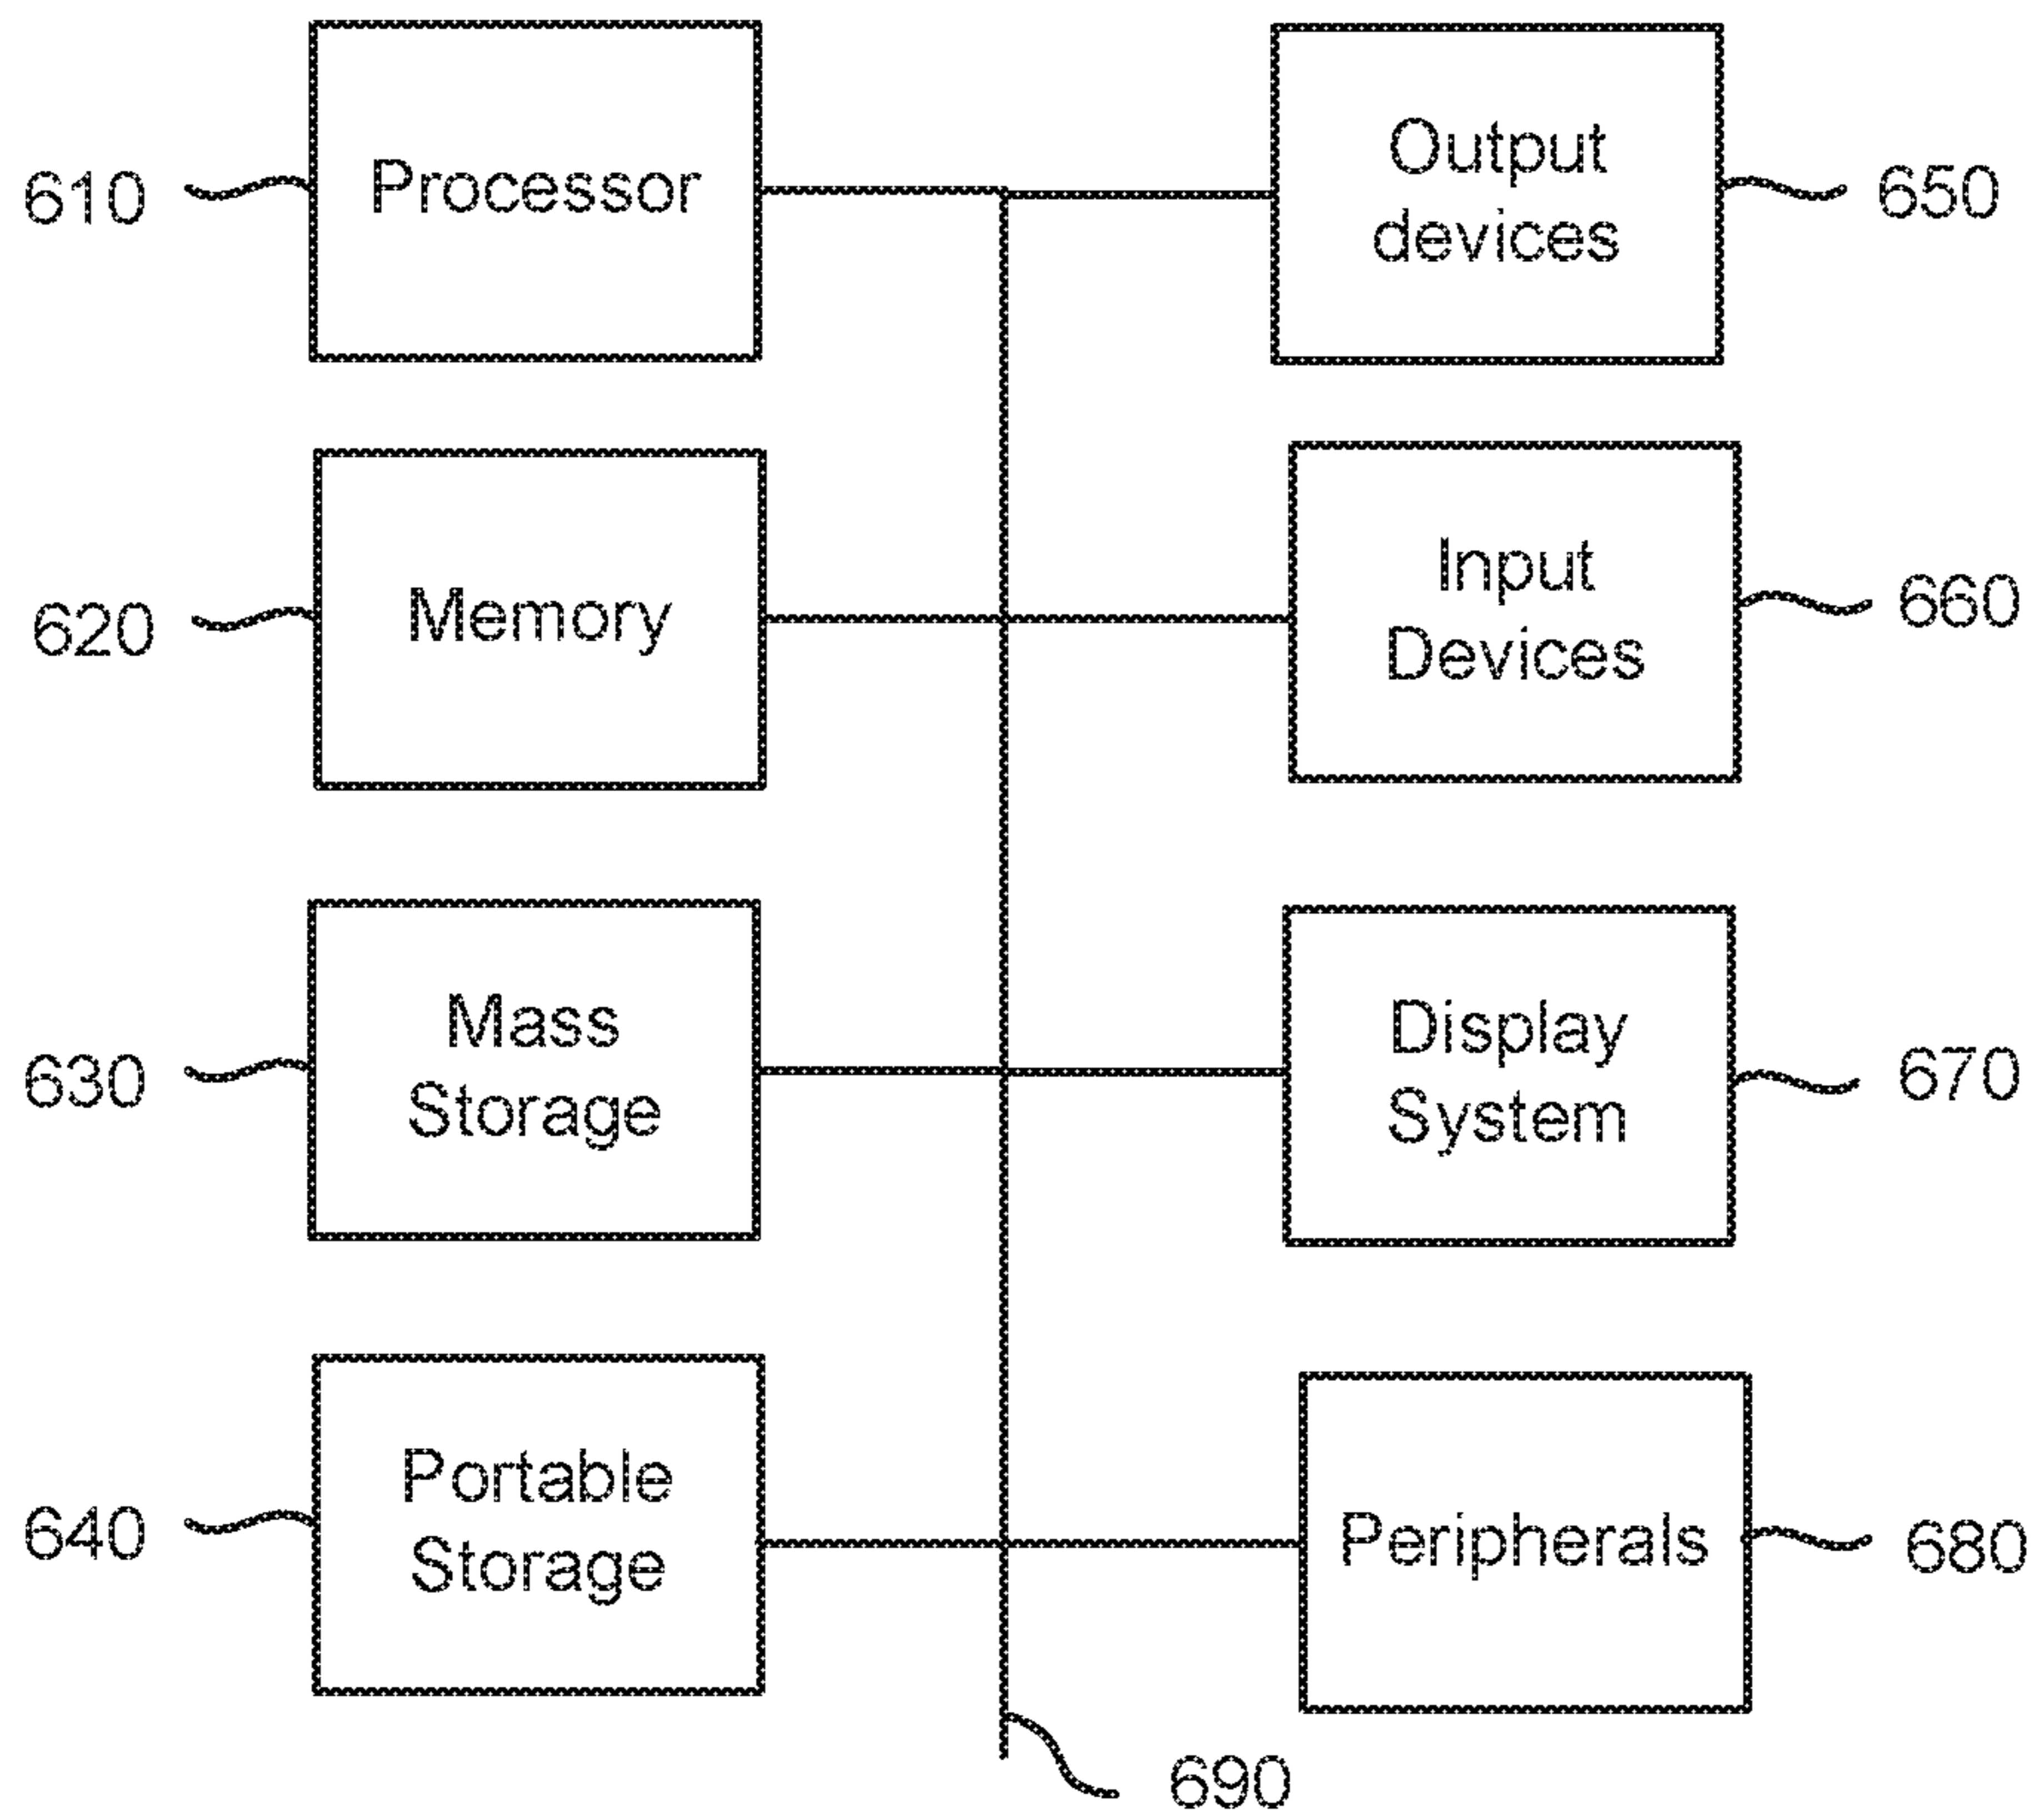 610
Processor
Output
devices
650
620
Memory
Input
Devices
660
630
Mass
Storage
Display
System
670
640
Portable
Storage
Peripherals
680
690